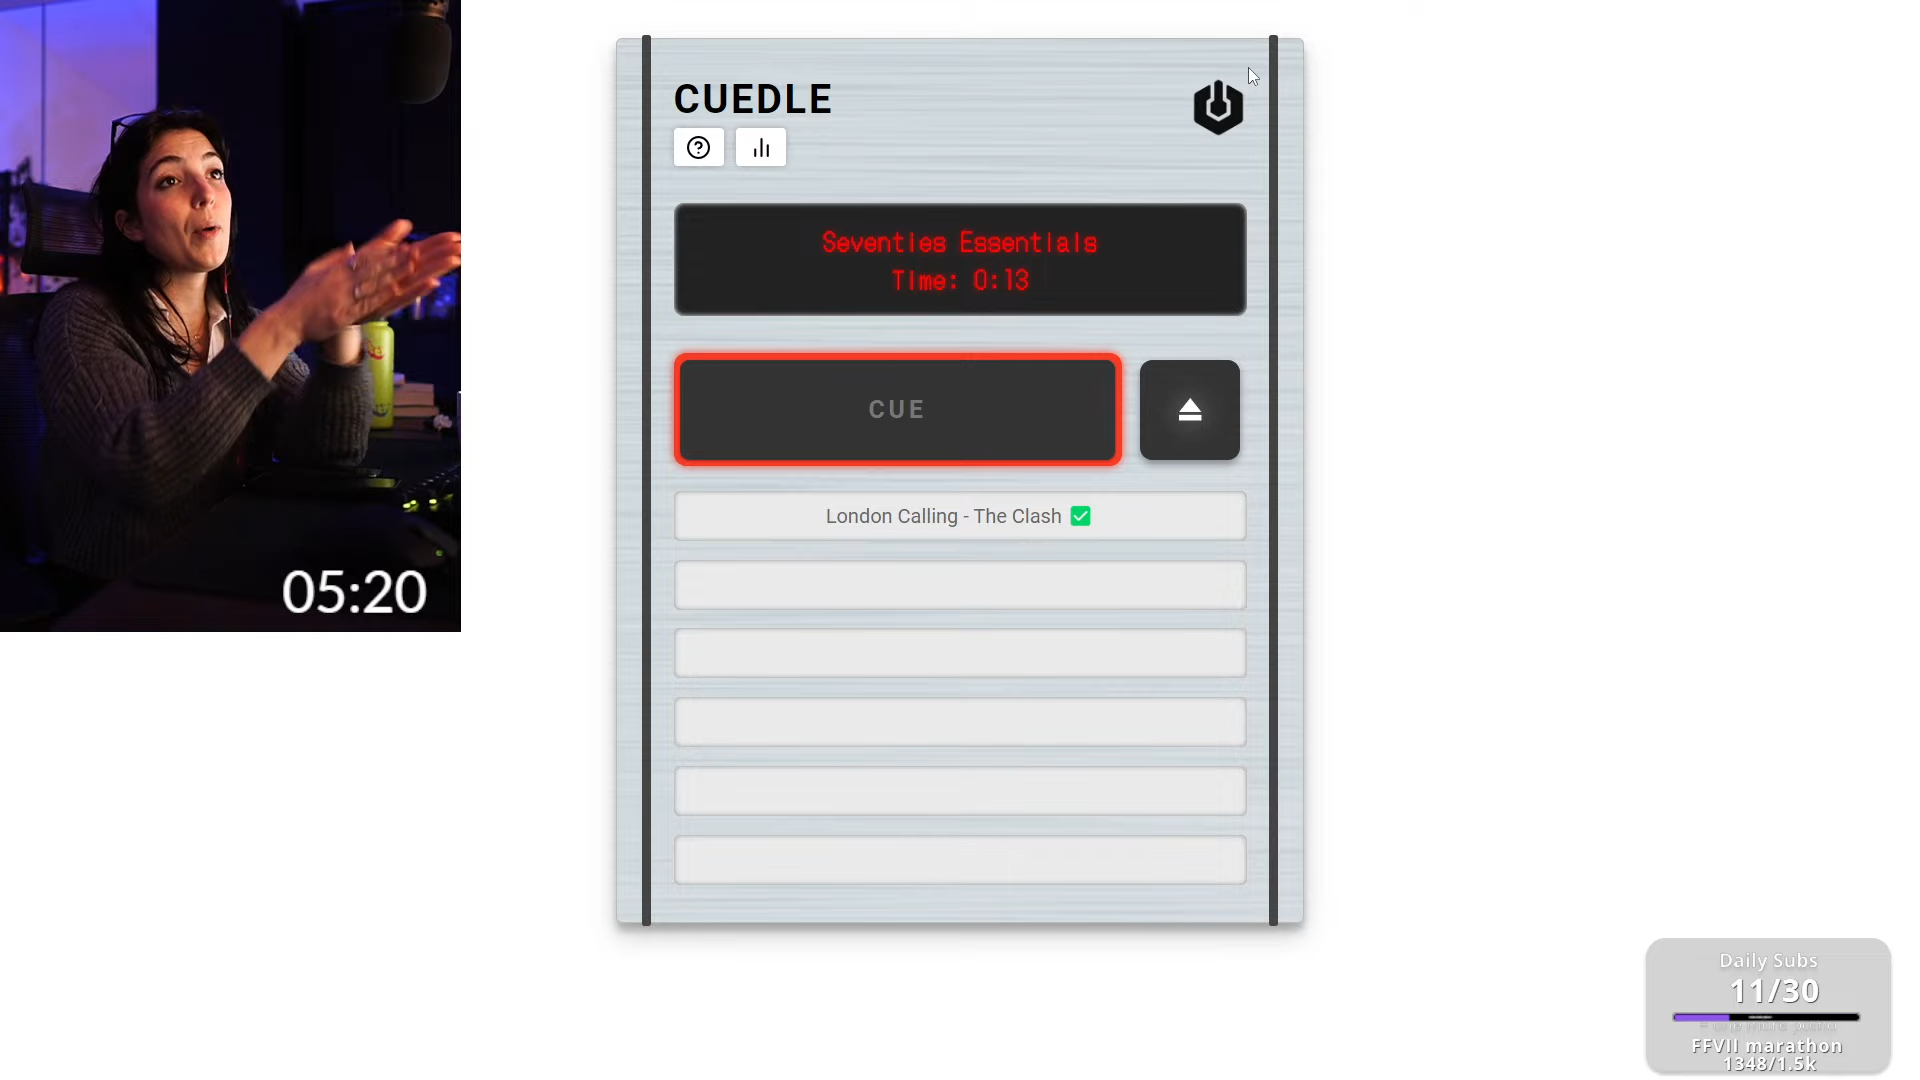 CUEDLE
Seventies Essentials
Time: 0:13
CUE
London Calling - The Clash
05:20
Daily Subs
11/30
FFVII marathon
1348/1.5k